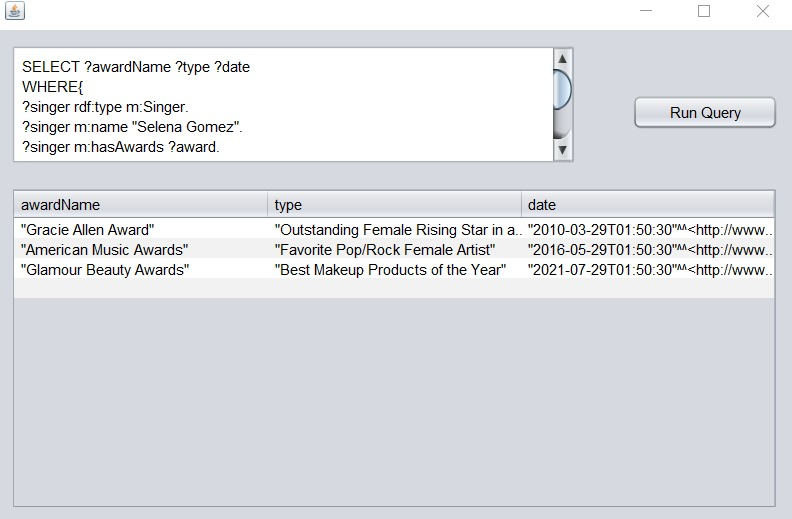 SELECT ?awardName ?type ?date
WHERE{
?singer rdf:type m:Singer.
?singer m:name "Selena Gomez".
?singer m:hasAwards ?award.
Run Query
awardName type date
"Gracie Allen Award" "Outstanding Female Rising Star in a.. "2010-03-29T01:50:30"^^<http://www..
"American Music Awards" "Favorite Pop/Rock Female Artist" "2016-05-29T01:50:30"^^<http://www..
"Glamour Beauty Awards" "Best Makeup Products of the Year" "2021-07-29T01:50:30"^^<http://www..